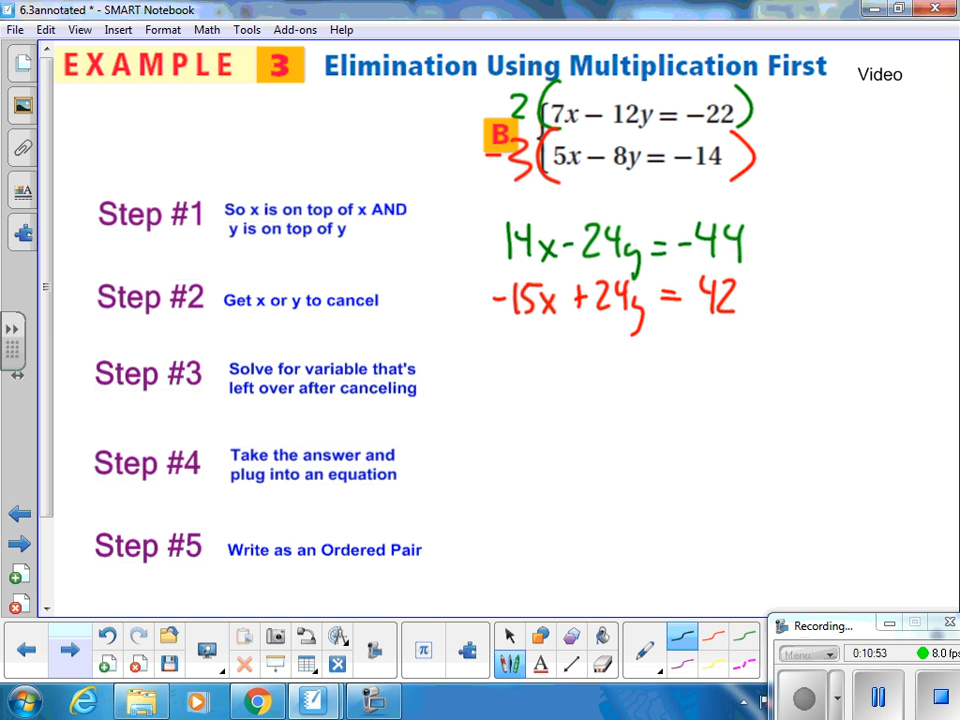 6.3annotated * - SMART Notebook
File Edit View Insert Format Math Tools Add-ons Help
EXAMPLE 3 Elimination Using Multiplication First
Video
B
2 (7x − 12y = −22)
-3 (5x − 8y = −14)
Step #1 So x is on top of x AND
y is on top of y
14x - 24y = -44
-15x + 24y = 42
Step #2 Get x or y to cancel
Step #3 Solve for variable that's
left over after canceling
Step #4 Take the answer and
plug into an equation
Step #5 Write as an Ordered Pair
Recording...
Menu
0:10:53
8.0 fps